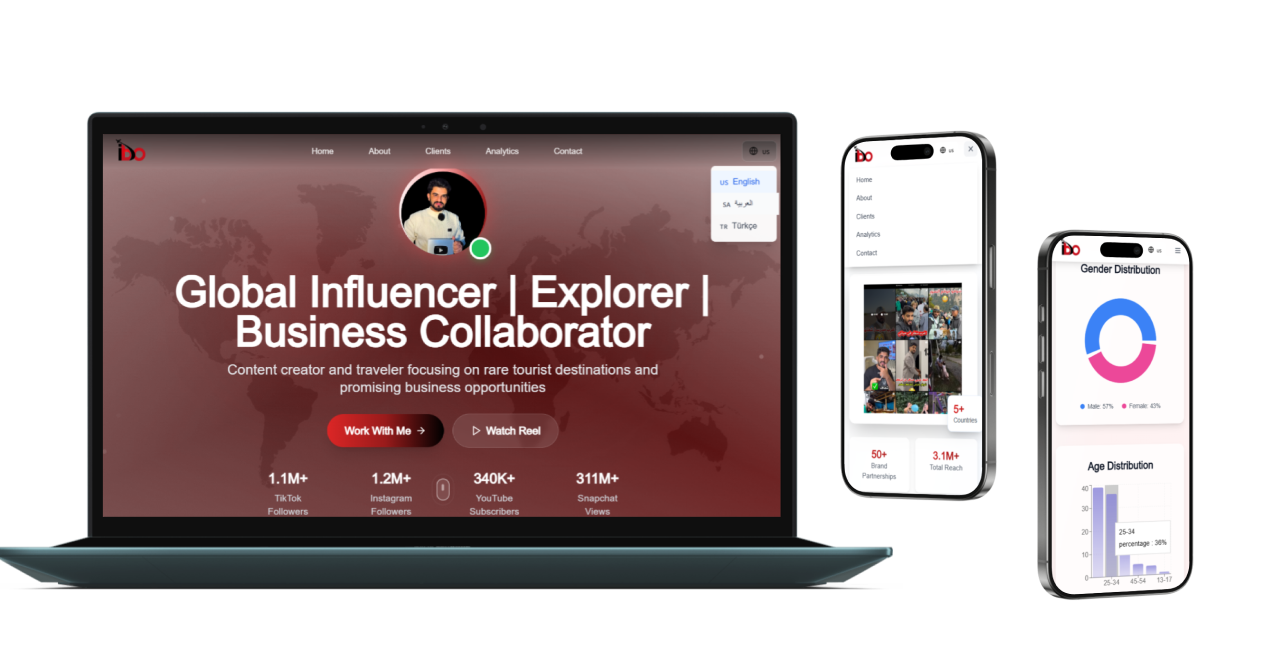 iDO
Home About Clients Analytics Contact
US
US English
SA العربية
TR Türkçe
Global Influencer | Explorer |
Business Collaborator
Content creator and traveler focusing on rare tourist destinations and
promising business opportunities
Work With Me →
Watch Reel
1.1M+ 1.2M+ 340K+ 311M+
TikTok Instagram YouTube Snapchat
Followers Followers Subscribers Views
iDO
US X
Home
About
Clients
Analytics
Contact
5+
Countries
50+
Brand
Partnerships
3.1M+
Total Reach
iDO
US
Gender Distribution
Male: 57% Female: 43%
Age Distribution
40
30
20
10
0
25-34
percentage : 36%
25-34 45-54 13-17